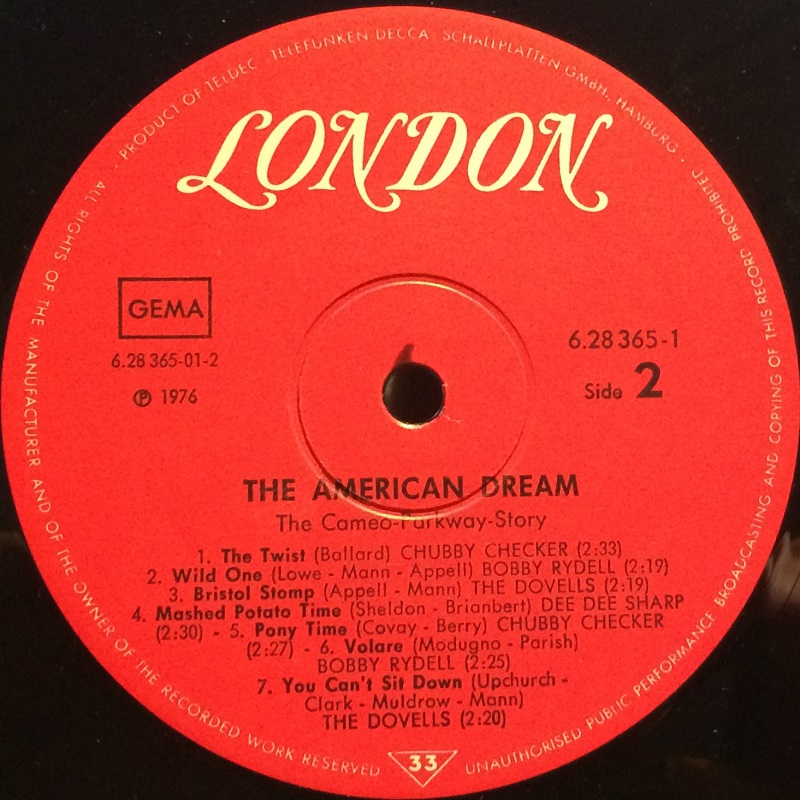 PRODUCT OF TELDEC · TELEFUNKEN-DECCA · SCHALLPLATTEN GMBH., HAMBURG ·
ALL RIGHTS OF THE MANUFACTURER AND OF THE OWNER OF THE RECORDED WORK RESERVED
UNAUTHORISED PUBLIC PERFORMANCE BROADCASTING AND COPYING OF THIS RECORD PROHIBITED
LONDON
GEMA
6.28 365-01-2
℗ 1976
6.28 365-1
Side 2
THE AMERICAN DREAM
The Cameo-Parkway-Story
1. The Twist (Ballard) CHUBBY CHECKER (2:33)
2. Wild One (Lowe - Mann - Appell) BOBBY RYDELL (2:19)
3. Bristol Stomp (Appell - Mann) THE DOVELLS (2:19)
4. Mashed Potato Time (Sheldon - Brianbert) DEE DEE SHARP
(2:30) - 5. Pony Time (Covay - Berry) CHUBBY CHECKER
(2:27) - 6. Volare (Modugno - Parish)
BOBBY RYDELL (2:25)
7. You Can't Sit Down (Upchurch -
Clark - Muldrow - Mann)
THE DOVELLS (2:20)
33